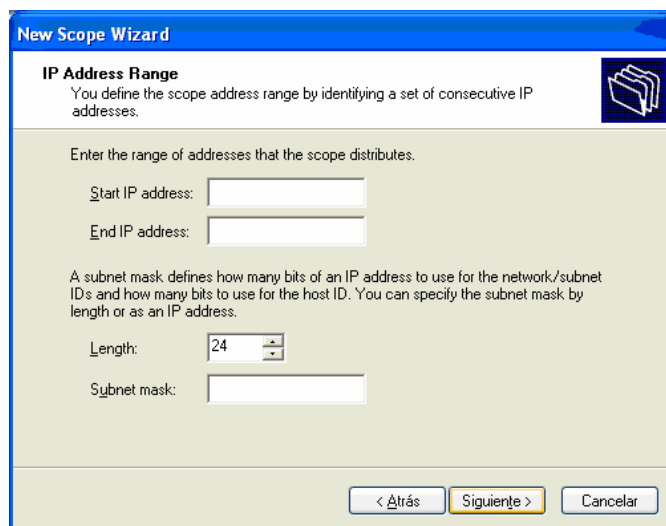 New Scope Wizard
IP Address Range
You define the scope address range by identifying a set of consecutive IP
addresses.
Enter the range of addresses that the scope distributes.
Start IP address:
End IP address:
A subnet mask defines how many bits of an IP address to use for the network/subnet
IDs and how many bits to use for the host ID. You can specify the subnet mask by
length or as an IP address.
Length: 24
Subnet mask:
< Atrás Siguiente > Cancelar